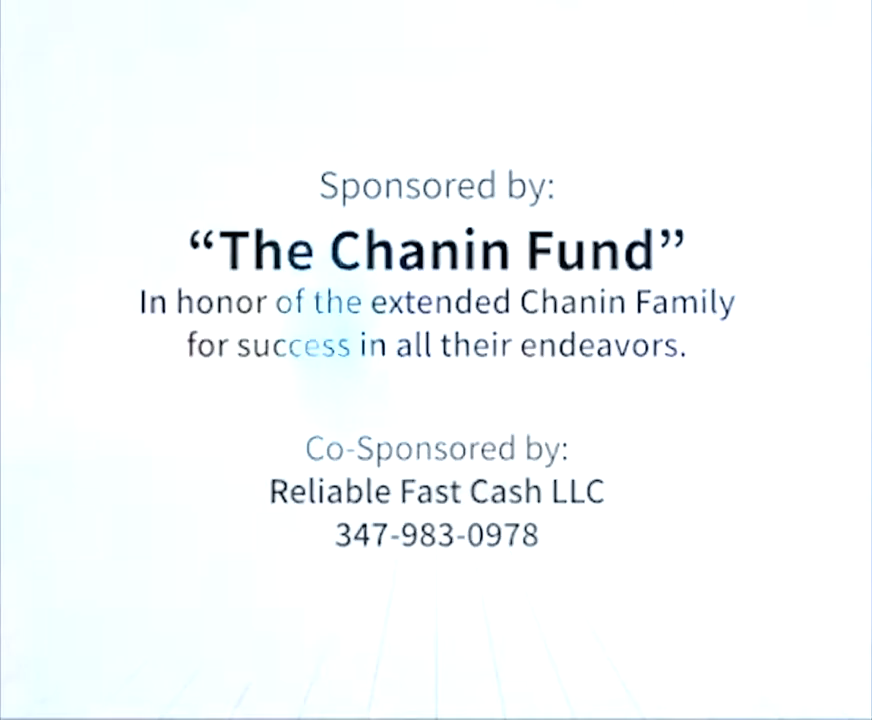 Sponsored by:
“The Chanin Fund”
In honor of the extended Chanin Family
for success in all their endeavors.
Co-Sponsored by:
Reliable Fast Cash LLC
347-983-0978